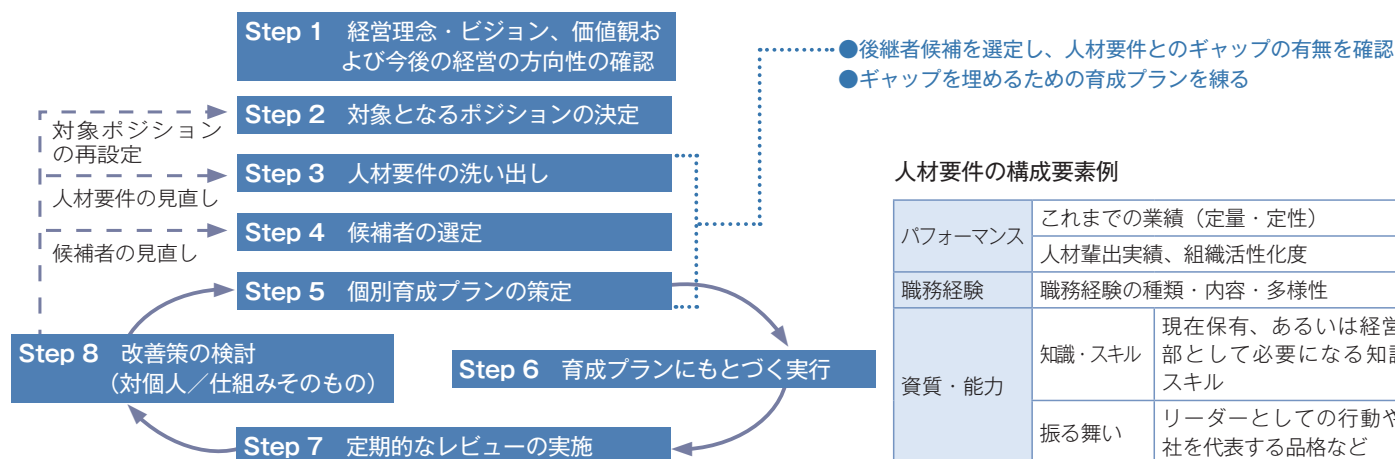 Step 1 経営理念・ビジョン、価値観お
よび今後の経営の方向性の確認
Step 2 対象となるポジションの決定
Step 3 人材要件の洗い出し
Step 4 候補者の選定
Step 5 個別育成プランの策定
Step 6 育成プランにもとづく実行
Step 7 定期的なレビューの実施
Step 8 改善策の検討
(対個人／仕組みそのもの)
対象ポジション
の再設定
人材要件の見直し
候補者の見直し
●後継者候補を選定し、人材要件とのギャップの有無を確認
●ギャップを埋めるための育成プランを練る
人材要件の構成要素例
パフォーマンス
これまでの業績（定量・定性）
人材輩出実績、組織活性化度
職務経験
職務経験の種類・内容・多様性
資質・能力
知識・スキル
現在保有、あるいは経営
部として必要になる知
スキル
振る舞い
リーダーとしての行動や
社を代表する品格など